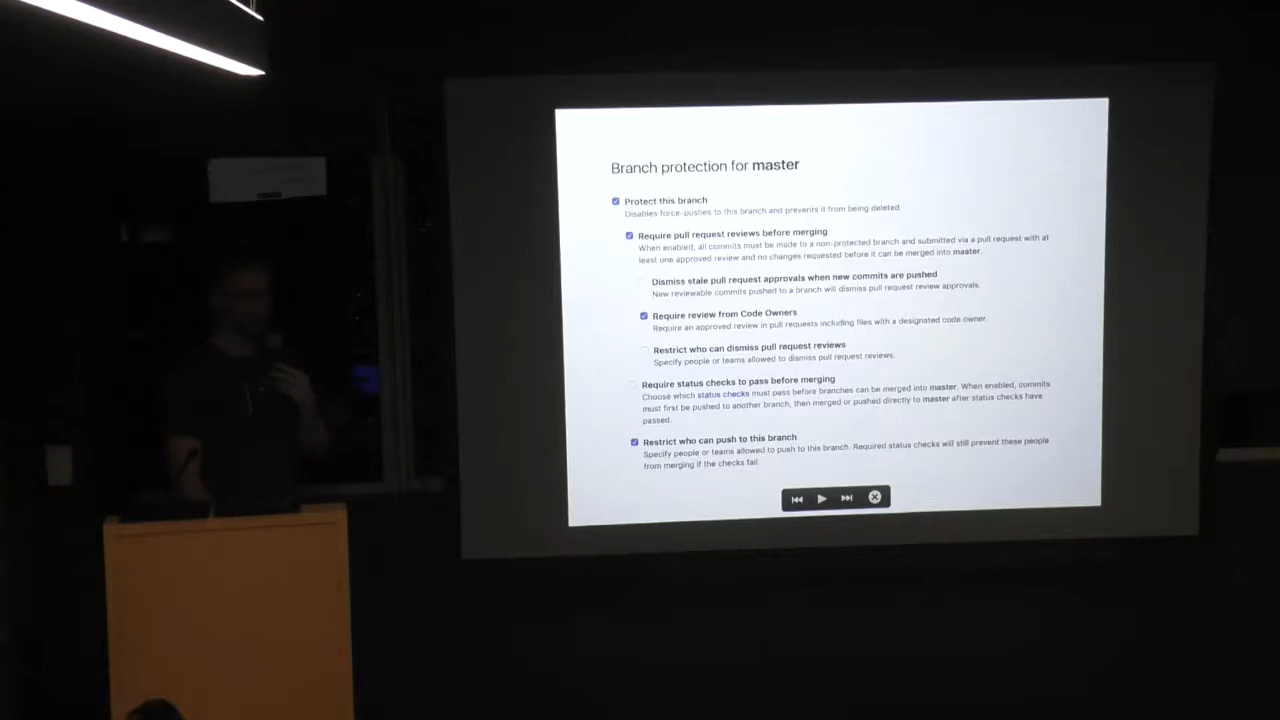 Branch protection for master
Protect this branch
Disables force-pushes to this branch and prevents it from being deleted.
Require pull request reviews before merging
When enabled, all commits must be made to a non-protected branch and submitted via a pull request with at
least one approved review and no changes requested before it can be merged into master.
Dismiss stale pull request approvals when new commits are pushed
New reviewable commits pushed to a branch will dismiss pull request review approvals.
Require review from Code Owners
Require an approved review in pull requests including files with a designated code owner.
Restrict who can dismiss pull request reviews
Specify people or teams allowed to dismiss pull request reviews.
Require status checks to pass before merging
Choose which status checks must pass before branches can be merged into master. When enabled, commits
must first be pushed to another branch, then merged or pushed directly to master after status checks have
passed.
Restrict who can push to this branch
Specify people or teams allowed to push to this branch. Required status checks will still prevent these people
from merging if the checks fail.